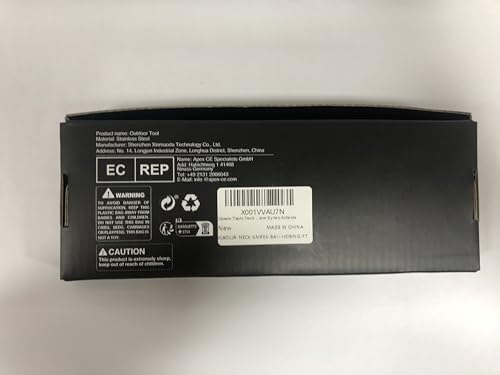 Product name: Outdoor Tool
Material: Stainless Steel
Manufacturer: Shenzhen Xinmaoda Technology Co., Ltd.
Address: No. 14, Longjun Industrial Zone, Longhua District, Shenzhen, China
EC REP
Name: Apex CE Specialists GmbH
Add: Habichtweg 1 41468
Neuss Germany
Tel: +49 2131 2066043
E-Mail: info@apex-ce.com
WARNING
TO AVOID DANGER OF
SUFFOCATION, KEEP THIS
PLASTIC BAG AWAY FROM
BABIES AND CHILDREN. DO
NOT USE THIS BAG IN
CRIBS, BEDS, CARRIAGES
OR PLAYPENS. THIS BAG IS
NOT A TOY.
CAUTION
This product is extremely sharp,
keep out of reach of children.
X001VVAU7N
New
MADE IN CHINA